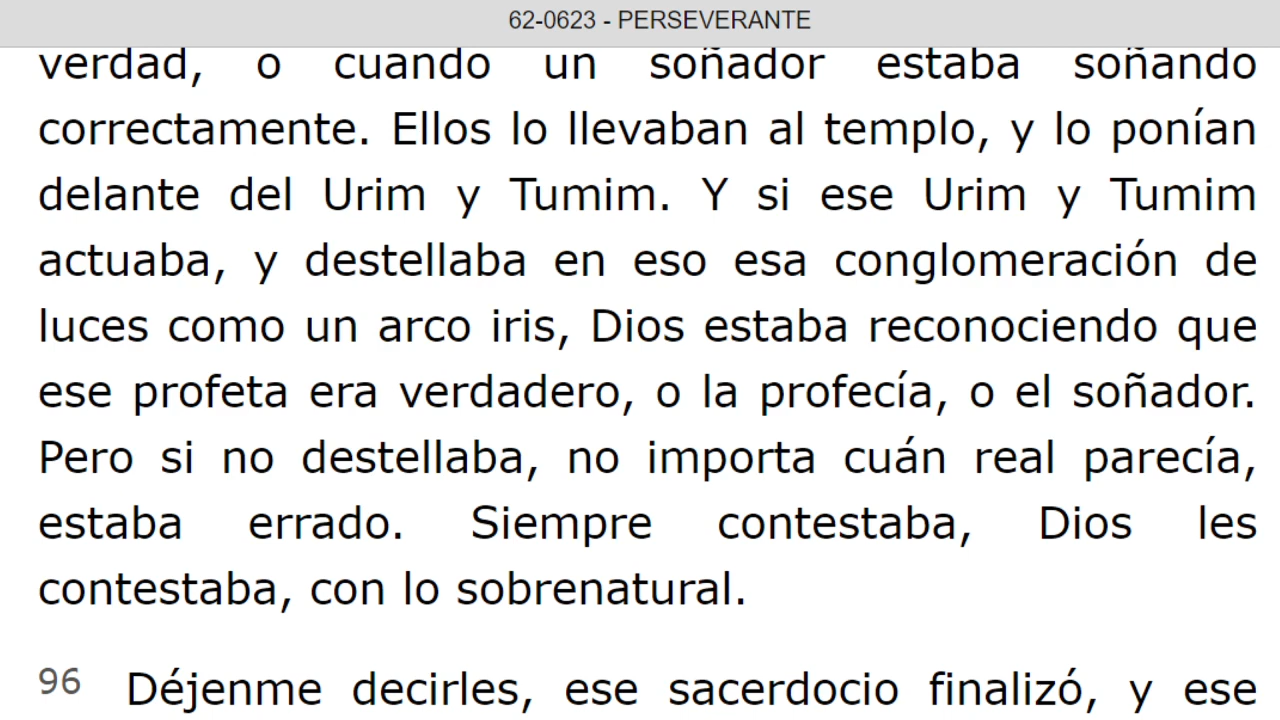 62-0623 - PERSEVERANTE
verdad, o cuando un soñador estaba soñando
correctamente. Ellos lo llevaban al templo, y lo ponían
delante del Urim y Tumim. Y si ese Urim y Tumim
actuaba, y destellaba en eso esa conglomeración de
luces como un arco iris, Dios estaba reconociendo que
ese profeta era verdadero, o la profecía, o el soñador.
Pero si no destellaba, no importa cuán real parecía,
estaba errado. Siempre contestaba, Dios les
contestaba, con lo sobrenatural.
96 Déjenme decirles, ese sacerdocio finalizó, y ese